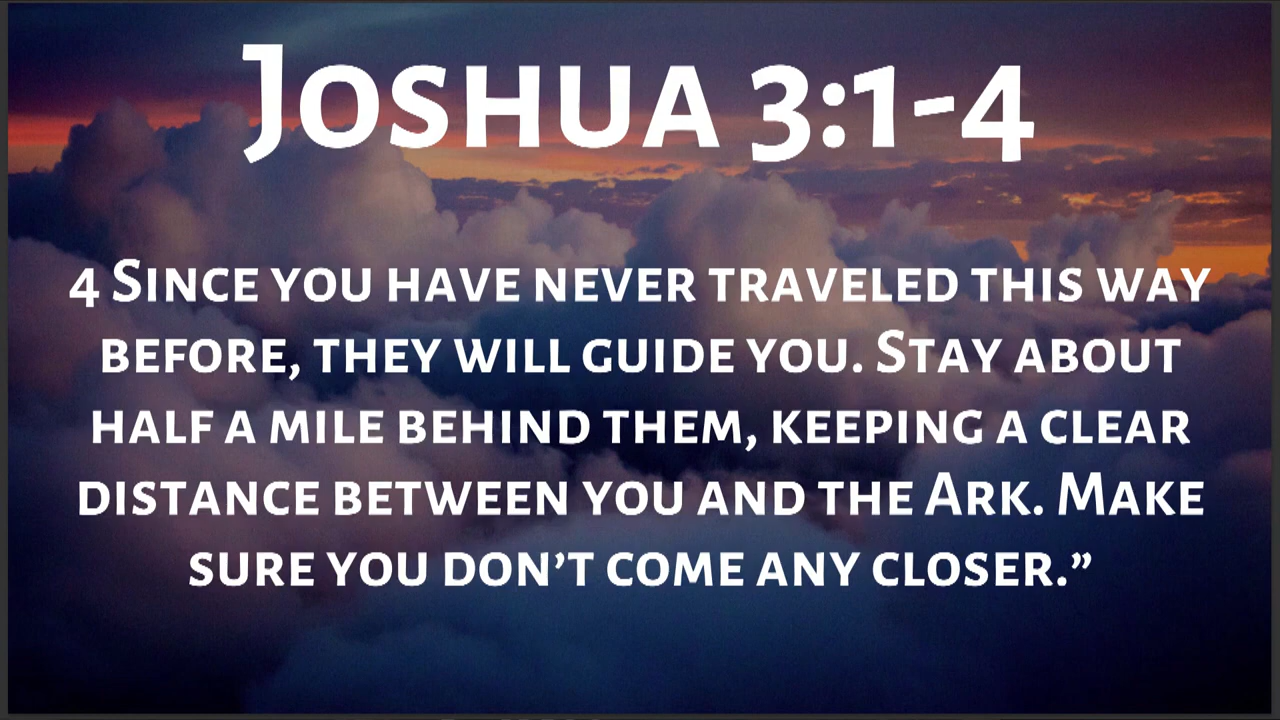 Joshua 3:1-4
4 Since you have never traveled this way
before, they will guide you. Stay about
half a mile behind them, keeping a clear
distance between you and the Ark. Make
sure you don’t come any closer.”